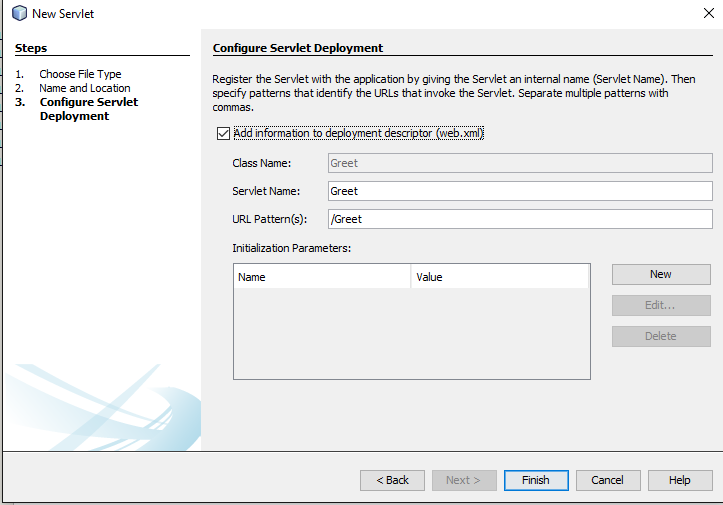 New Servlet
Steps
1. Choose File Type
2. Name and Location
3. Configure Servlet
Deployment
Configure Servlet Deployment
Register the Servlet with the application by giving the Servlet an internal name (Servlet Name). Then
specify patterns that identify the URLs that invoke the Servlet. Separate multiple patterns with
commas.
Add information to deployment descriptor (web.xml)
Class Name: Greet
Servlet Name: Greet
URL Pattern(s): /Greet
Initialization Parameters:
Name Value
New
Edit...
Delete
< Back Next > Finish Cancel Help